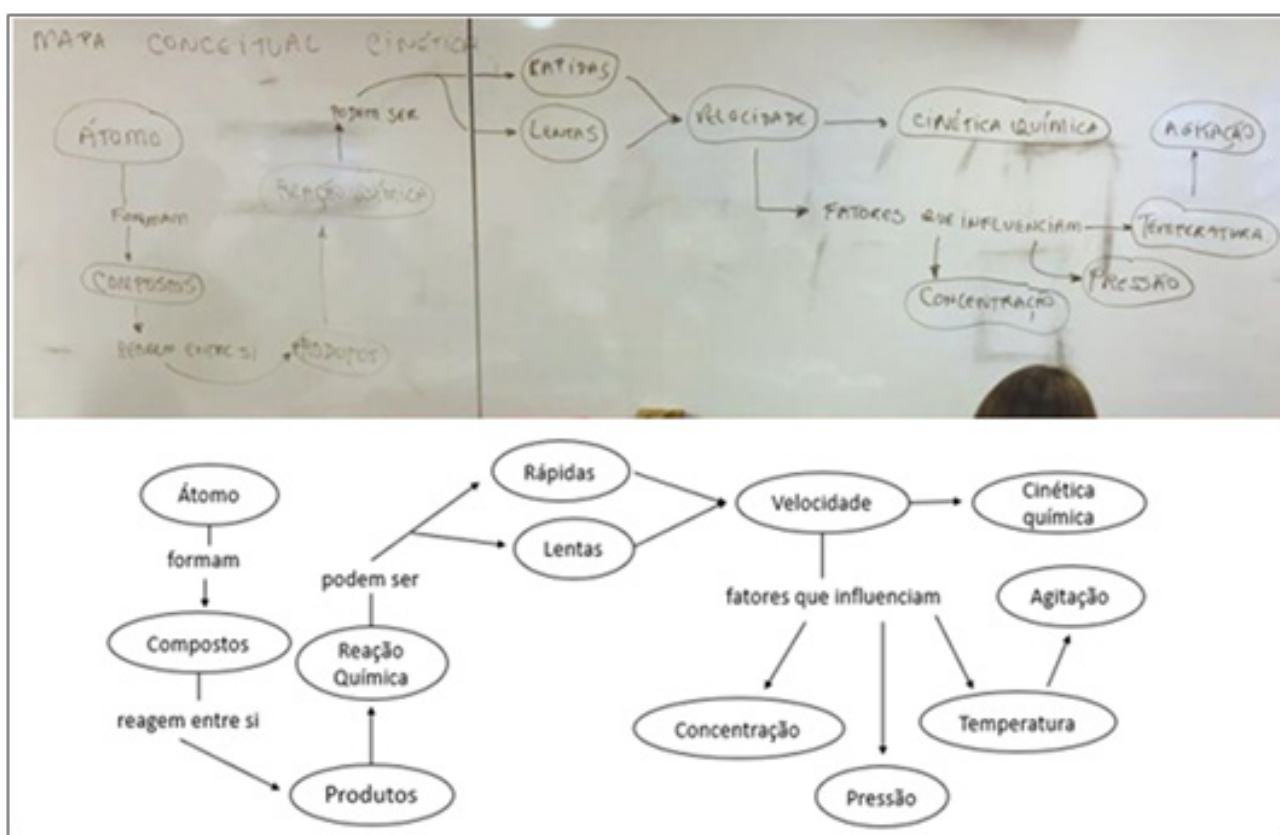 MAPA CONCEITUAL CINÉTICA
ÁTOMO
FORMAM
COMPOSTOS
REAGEM ENTRE SI
PRODUTOS
REAÇÃO QUÍMICA
PODEM SER
RAPIDAS
LENTAS
VELOCIDADE
CINÉTICA QUÍMICA
FATORES QUE INFLUENCIAM
CONCENTRAÇÃO
PRESSÃO
TEMPERATURA
AGITAÇÃO
Átomo
formam
Compostos
reagem entre si
Produtos
Reação
Química
podem ser
Rápidas
Lentas
Velocidade
Cinética
química
fatores que influenciam
Concentração
Pressão
Temperatura
Agitação